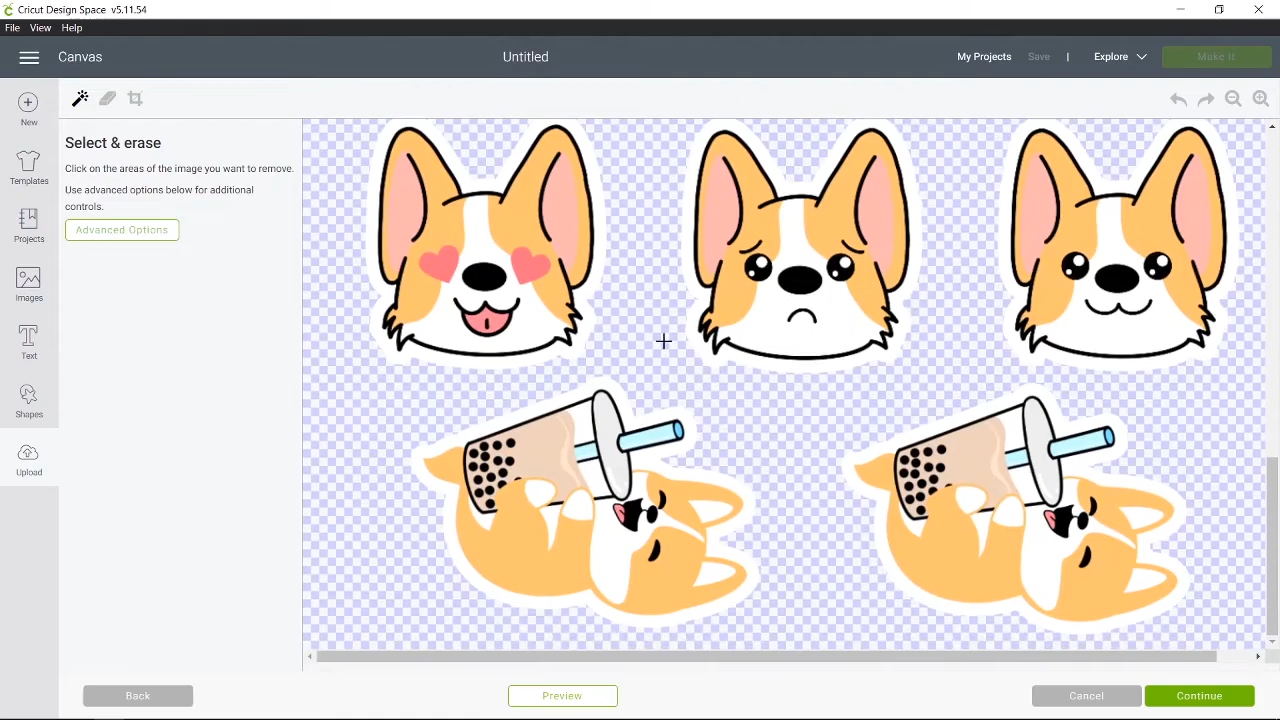 Cricut Design Space v5.11.54
File View Help
Canvas
Untitled
My Projects Save | Explore Make It
New
Templates
Projects
Images
Text
Shapes
Upload
Select & erase
Click on the areas of the image you want to remove.
Use advanced options below for additional
controls.
Advanced Options
Back
Preview
Cancel
Continue